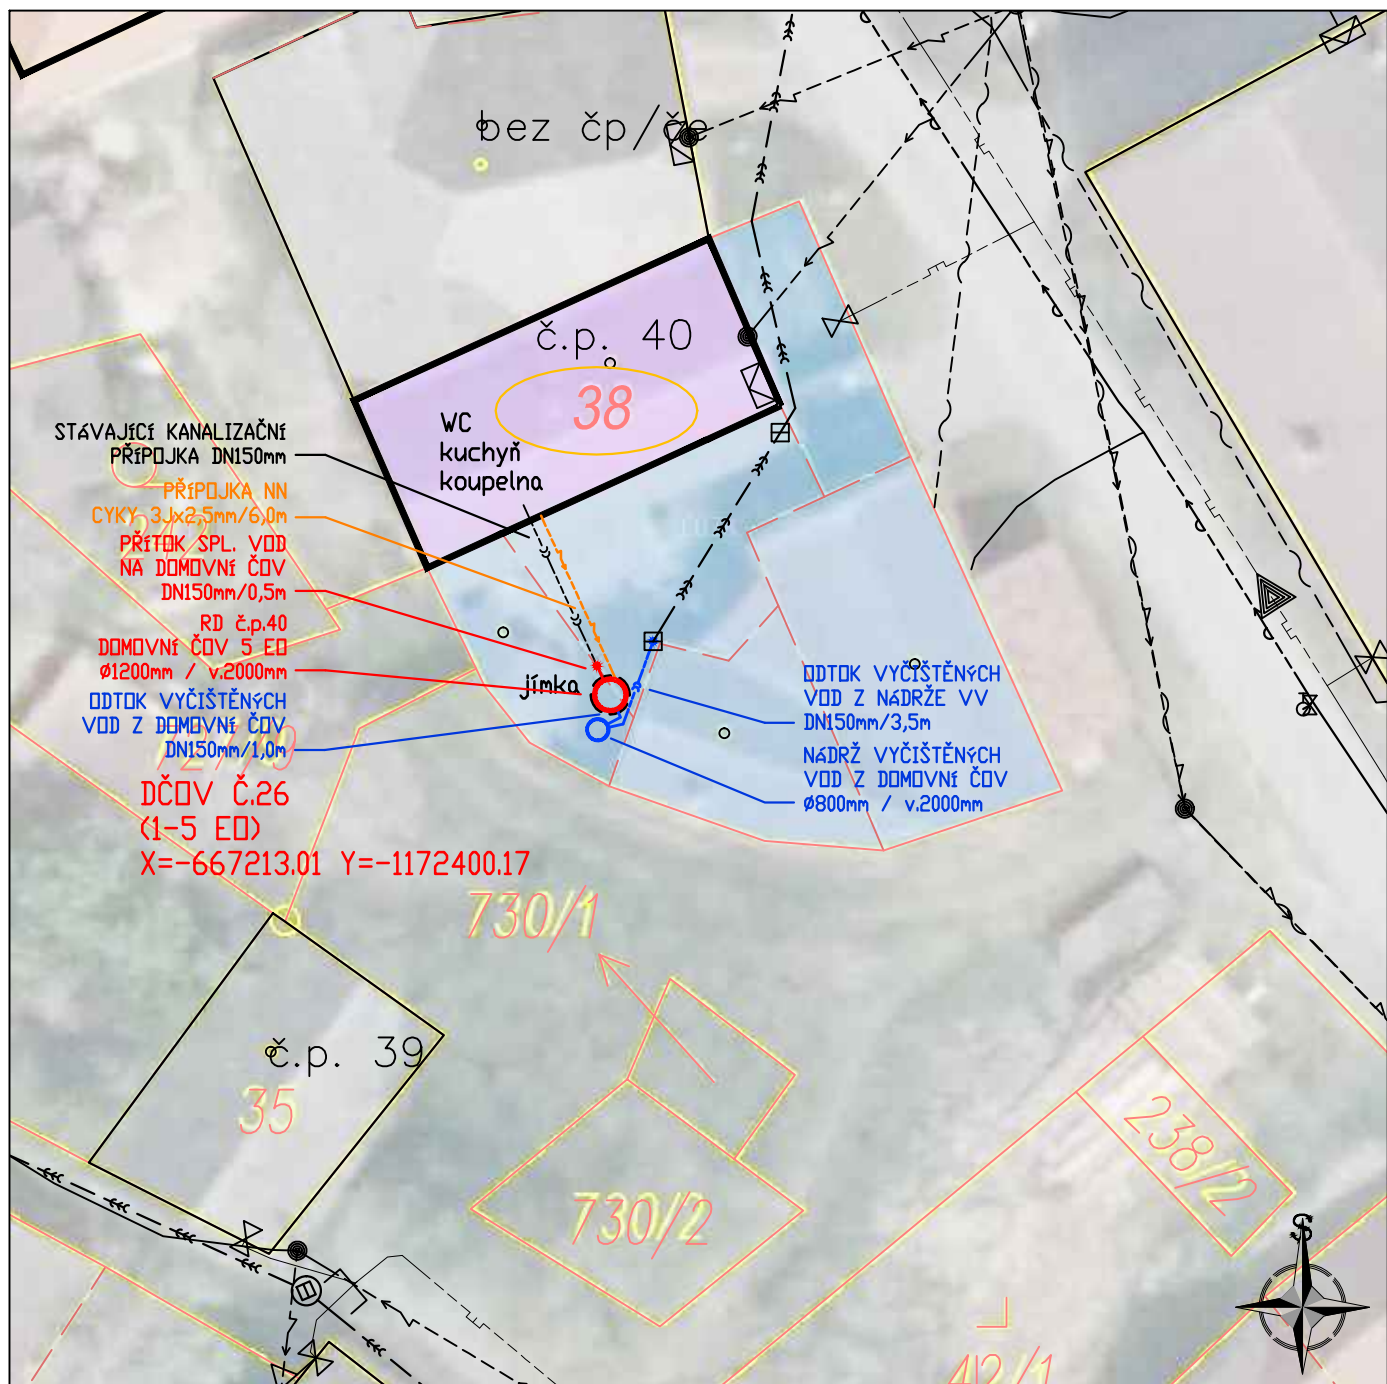 bez čp/če
č.p. 40
38
WC
kuchyň
koupelna
STÁVAJÍCÍ KANALIZAČNÍ
PŘÍPOJKA DN150mm
PŘÍPOJKA NN
CYKY 3Jx2,5mm/6,0m
PŘÍTOK SPL. VOD
NA DOMOVNÍ ČOV
DN150mm/0,5m
RD č.p.40
DOMOVNÍ ČOV 5 EO
Ø1200mm / v.2000mm
jímka
ODTOK VYČIŠTĚNÝCH
VOD Z DOMOVNÍ ČOV
DN150mm/1,0m
ODTOK VYČIŠTĚNÝCH
VOD Z NÁDRŽE VV
DN150mm/3,5m
NÁDRŽ VYČIŠTĚNÝCH
VOD Z DOMOVNÍ ČOV
Ø800mm / v.2000mm
DČOV Č.26
(1-5 EO)
X=-667213.01 Y=-1172400.17
730/1
č.p. 39
35
730/2
238/2
42/1
S